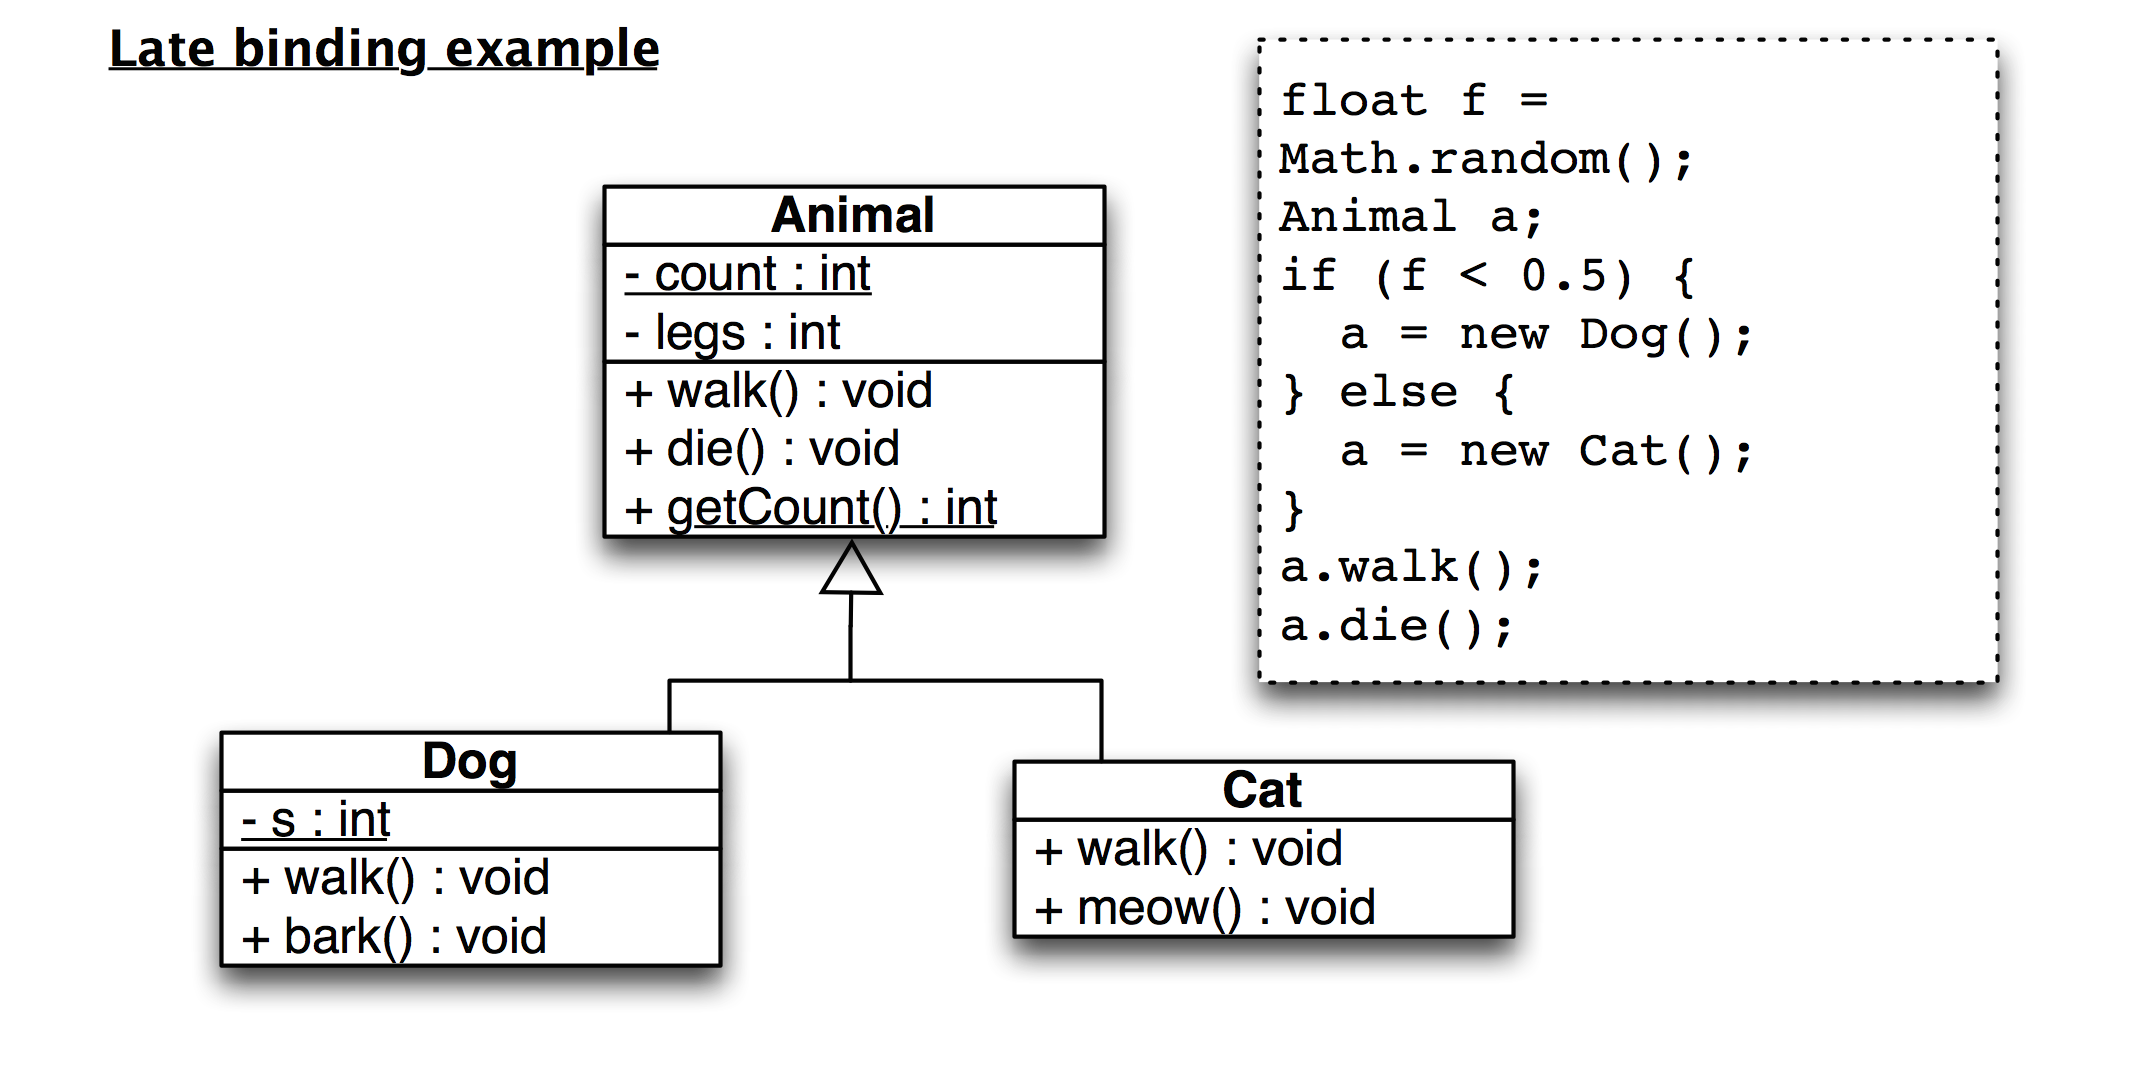 Late binding example
float f =
Math.random();
Animal a;
if (f < 0.5) {
  a = new Dog();
} else {
  a = new Cat();
}
a.walk();
a.die();
Animal
- count : int
- legs : int
+ walk() : void
+ die() : void
+ getCount() : int
Dog
- s : int
+ walk() : void
+ bark() : void
Cat
+ walk() : void
+ meow() : void